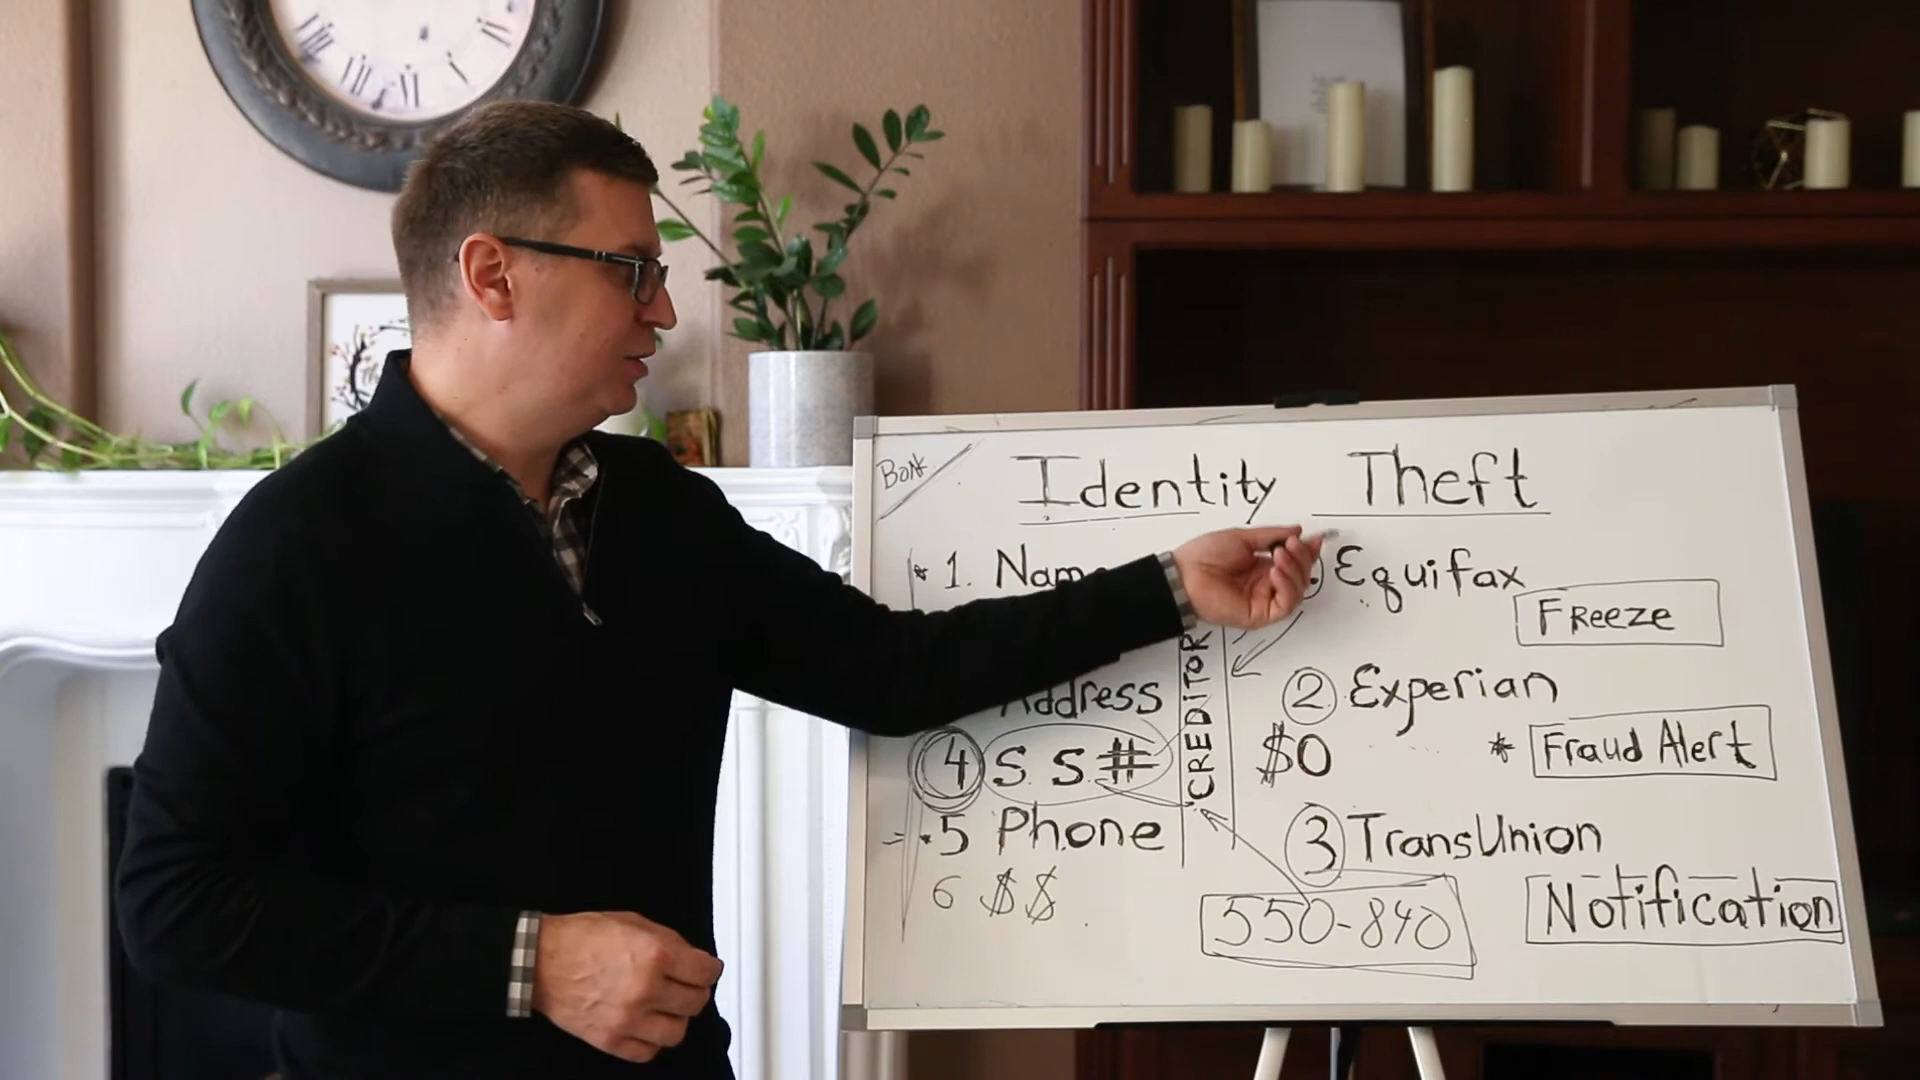 Identity Theft
* 1. Nam
Address
4 S. S. #
- . 5 Phone
6 $$
CREDITOR
Equifax
Freeze
2 Experian
$0
* Fraud Alert
3 TransUnion
550-840
Notification